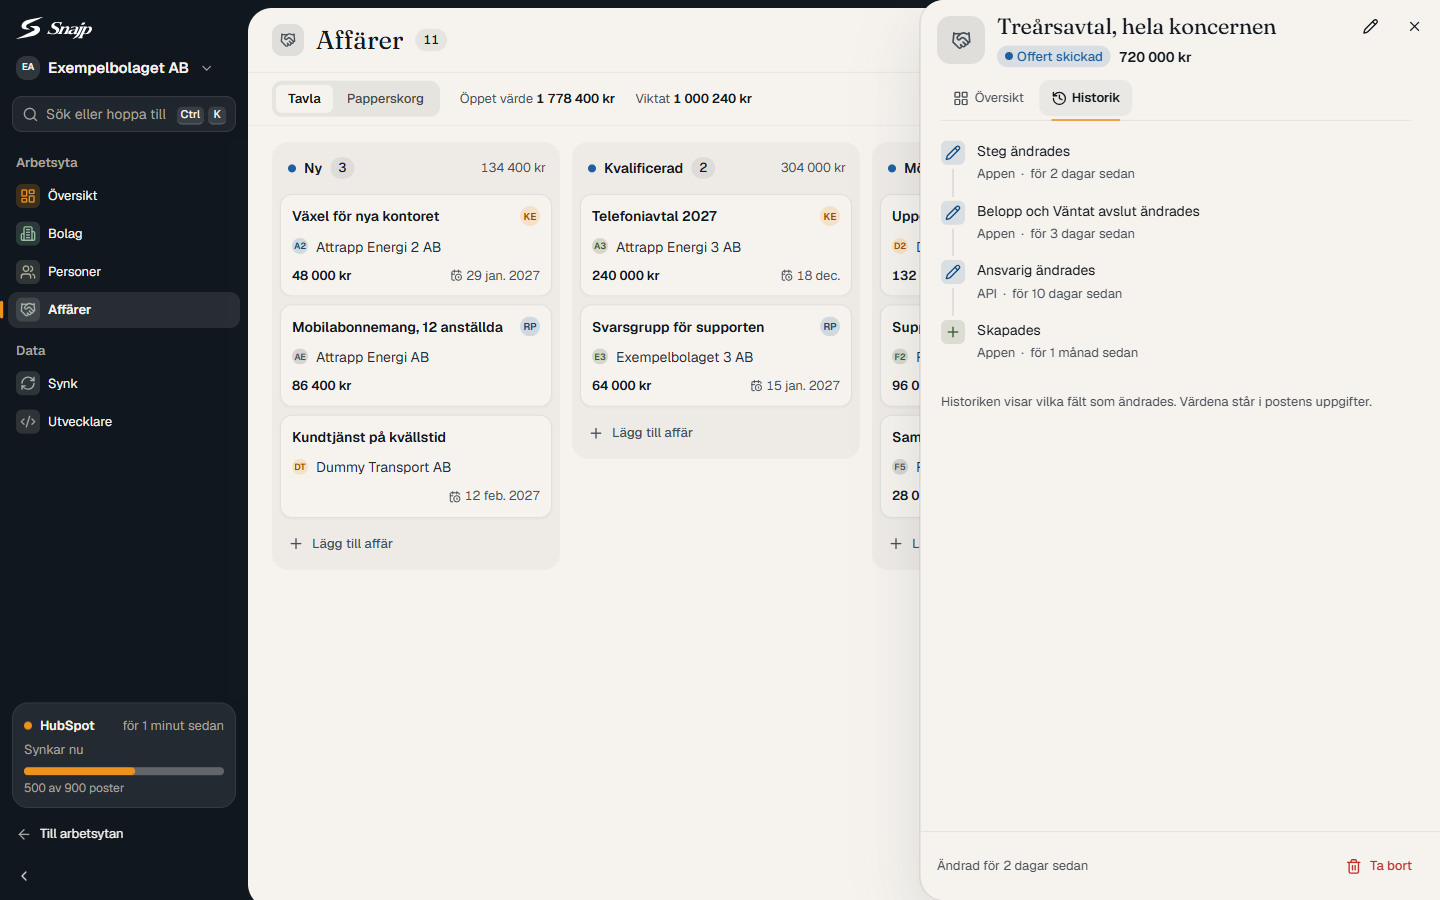 Snajp
EA Exempelbolaget AB
Sök eller hoppa till Ctrl K
Arbetsyta
Översikt
Bolag
Personer
Affärer
Data
Synk
Utvecklare
HubSpot för 1 minut sedan
Synkar nu
500 av 900 poster
Till arbetsytan
Affärer 11
Tavla Papperskorg Öppet värde 1 778 400 kr Viktat 1 000 240 kr
Ny 3 134 400 kr
Växel för nya kontoret KE
A2 Attrapp Energi 2 AB
48 000 kr 29 jan. 2027
Mobilabonnemang, 12 anställda RP
AE Attrapp Energi AB
86 400 kr
Kundtjänst på kvällstid
DT Dummy Transport AB
12 feb. 2027
Lägg till affär
Kvalificerad 2 304 000 kr
Telefoniavtal 2027 KE
A3 Attrapp Energi 3 AB
240 000 kr 18 dec.
Svarsgrupp för supporten RP
E3 Exempelbolaget 3 AB
64 000 kr 15 jan. 2027
Lägg till affär
D2
132
F2
96 0
F5
28 0
Treårsavtal, hela koncernen
Offert skickad 720 000 kr
Översikt Historik
Steg ändrades
Appen · för 2 dagar sedan
Belopp och Väntat avslut ändrades
Appen · för 3 dagar sedan
Ansvarig ändrades
API · för 10 dagar sedan
Skapades
Appen · för 1 månad sedan
Historiken visar vilka fält som ändrades. Värdena står i postens uppgifter.
Ändrad för 2 dagar sedan Ta bort